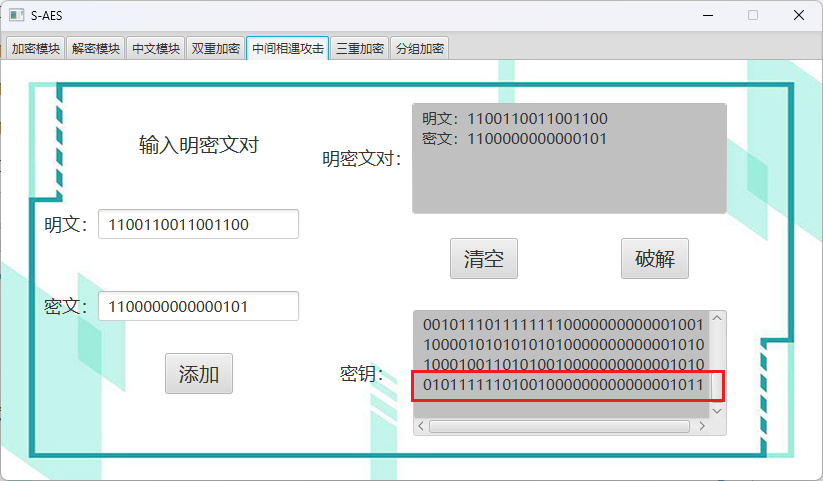 S-AES
加密模块 解密模块 中文模块 双重加密 中间相遇攻击 三重加密 分组加密
输入明密文对
明密文对：
明文：1100110011001100
密文：1100000000000101
明文：
1100110011001100
清空
破解
密文：
1100000000000101
添加
密钥：
00101110111111110000000000001001
10000101010101010000000000001010
10001001101010010000000000001010
01011111101001000000000000001011